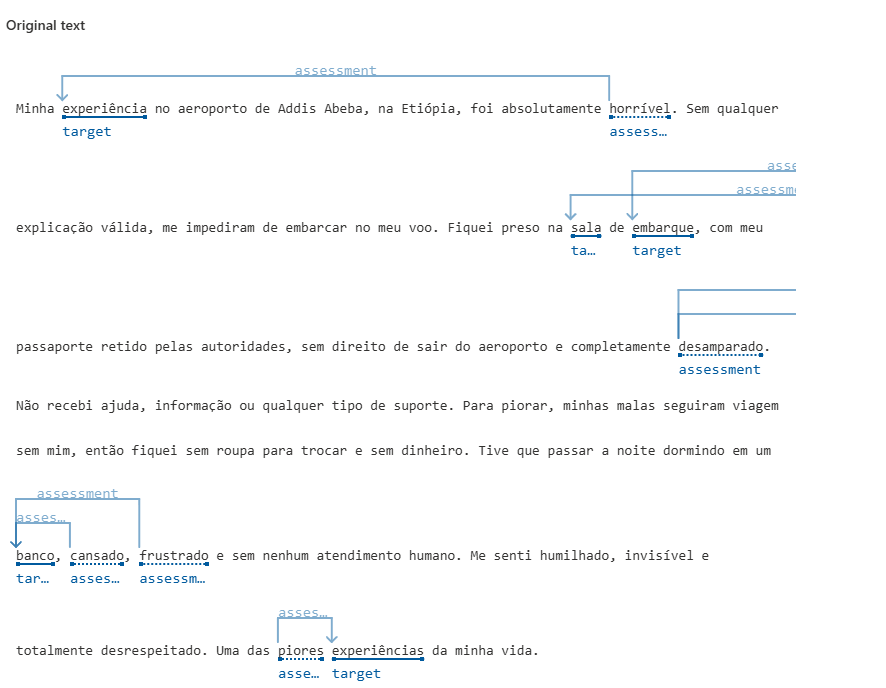 Original text
assessment
Minha experiência no aeroporto de Addis Abeba, na Etiópia, foi absolutamente horrível. Sem qualquer
target assess…
asse
assessm
explicação válida, me impediram de embarcar no meu voo. Fiquei preso na sala de embarque, com meu
ta… target
passaporte retido pelas autoridades, sem direito de sair do aeroporto e completamente desamparado.
assessment
Não recebi ajuda, informação ou qualquer tipo de suporte. Para piorar, minhas malas seguiram viagem
sem mim, então fiquei sem roupa para trocar e sem dinheiro. Tive que passar a noite dormindo em um
assessment
asses…
banco, cansado, frustrado e sem nenhum atendimento humano. Me senti humilhado, invisível e
tar… asses… assessm…
asses…
totalmente desrespeitado. Uma das piores experiências da minha vida.
asse… target